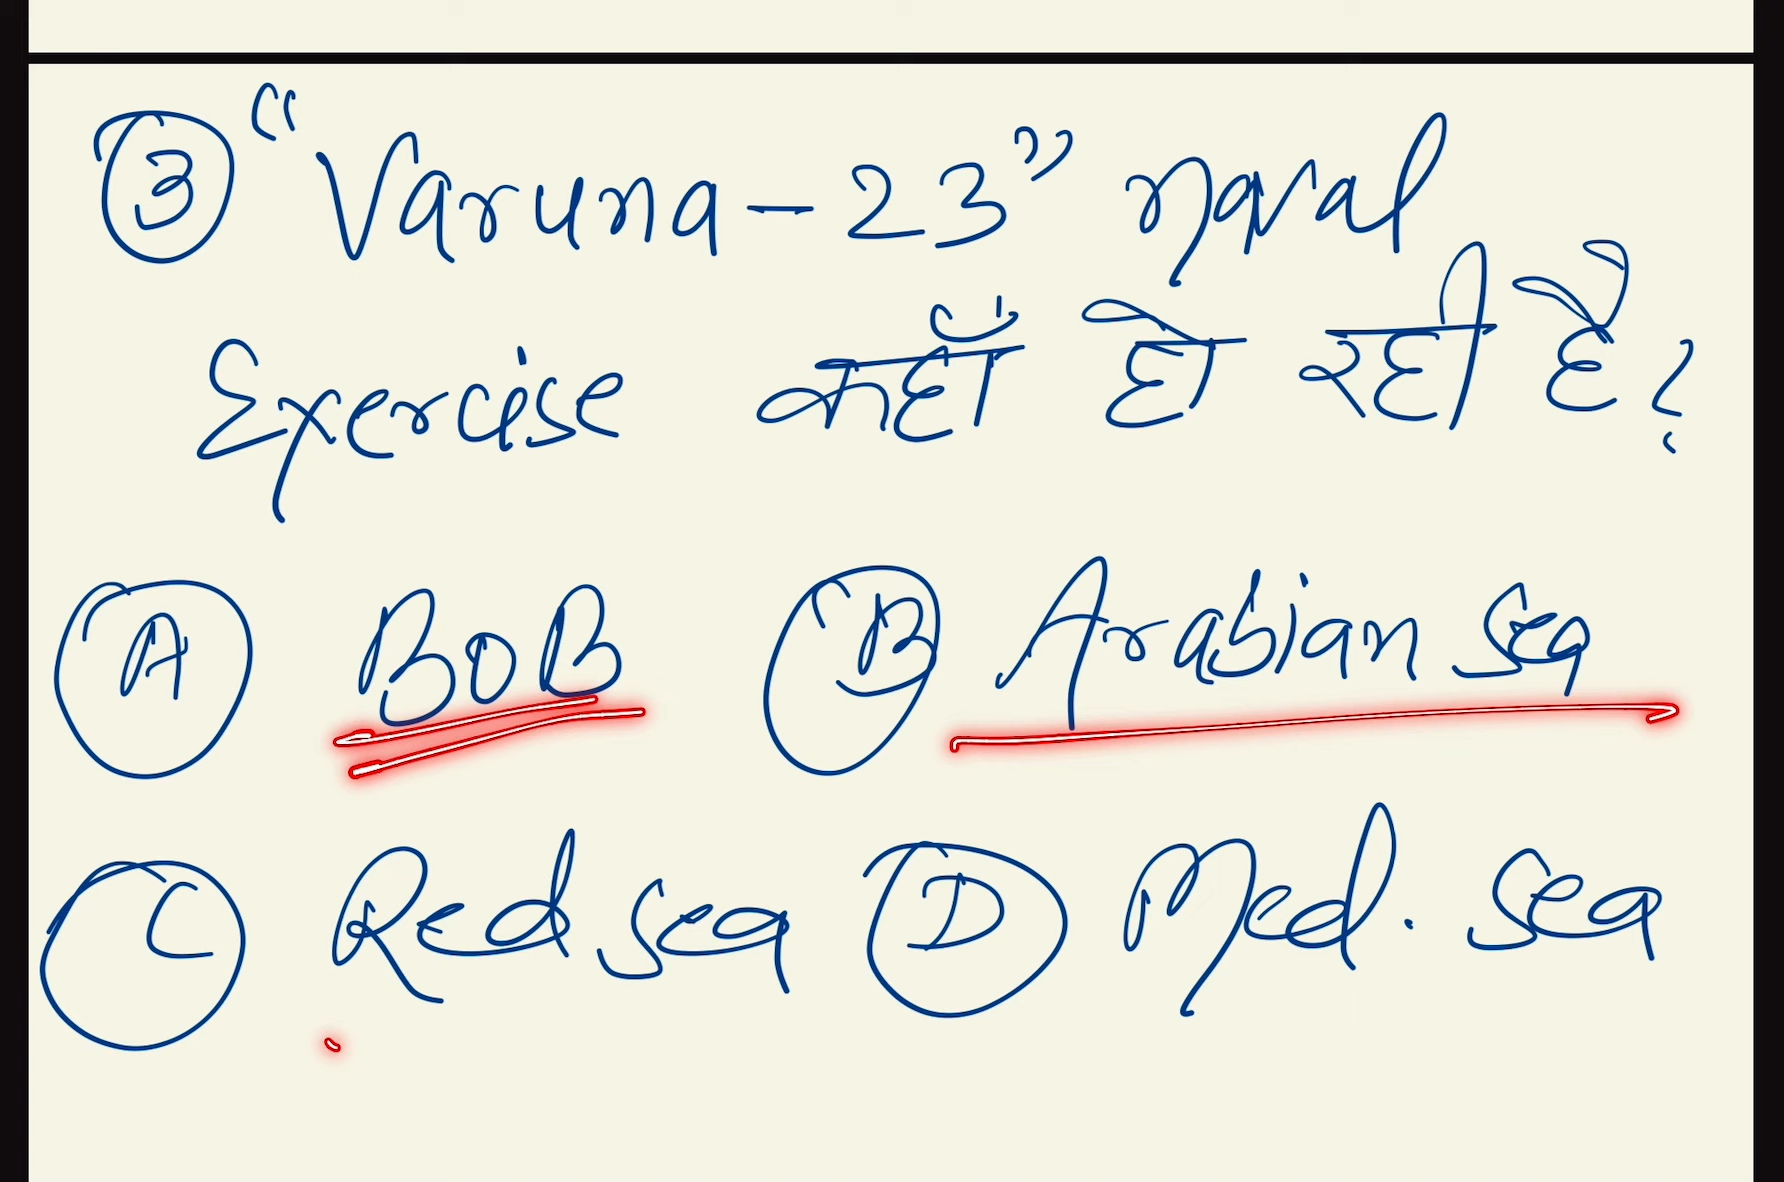 3 "Varuna-23" naval
Exercise कहाँ हो रही है?
A BOB B Arabian Sea
C Red sea D Med. Sea